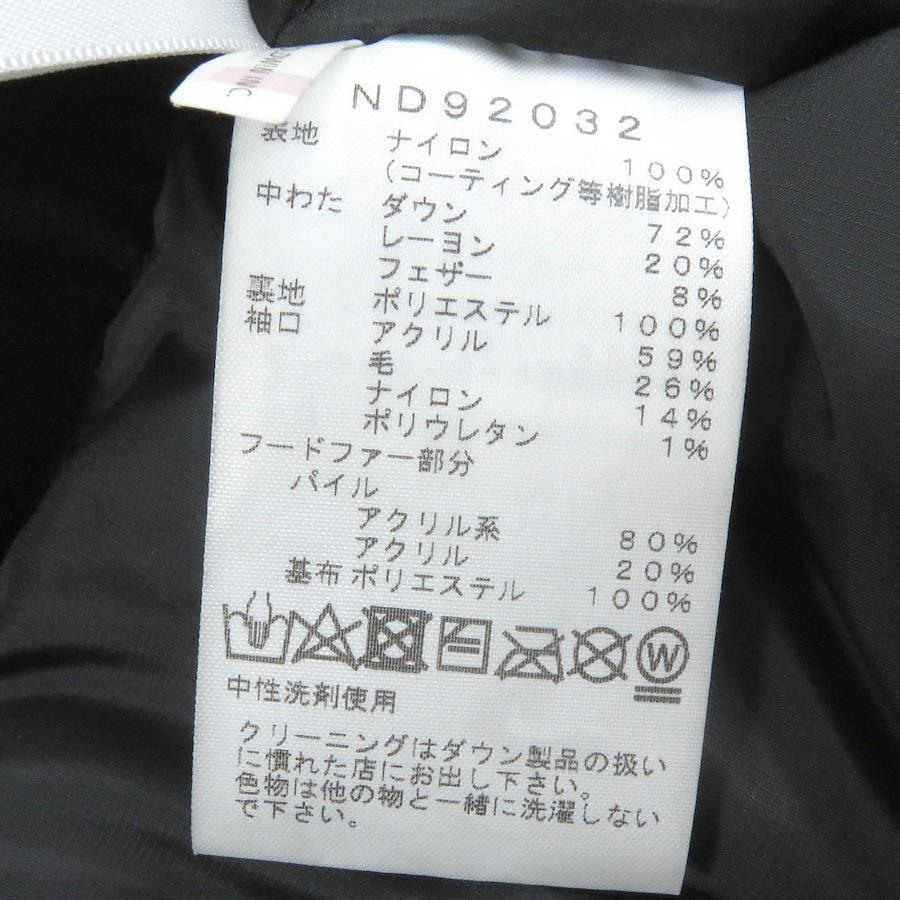 DWIN INC
ND92032
表地 ナイロン 100%
(コーティング等樹脂加工)
中わた ダウン 72%
レーヨン 20%
フェザー 8%
裏地 ポリエステル 100%
袖口 アクリル 59%
毛 26%
ナイロン 14%
ポリウレタン 1%
フードファー部分
パイル
アクリル系 80%
アクリル 20%
基布 ポリエステル 100%
W
中性洗剤使用
クリーニングはダウン製品の扱い
に慣れた店にお出し下さい。
色物は他の物と一緒に洗濯しない
で下さい。